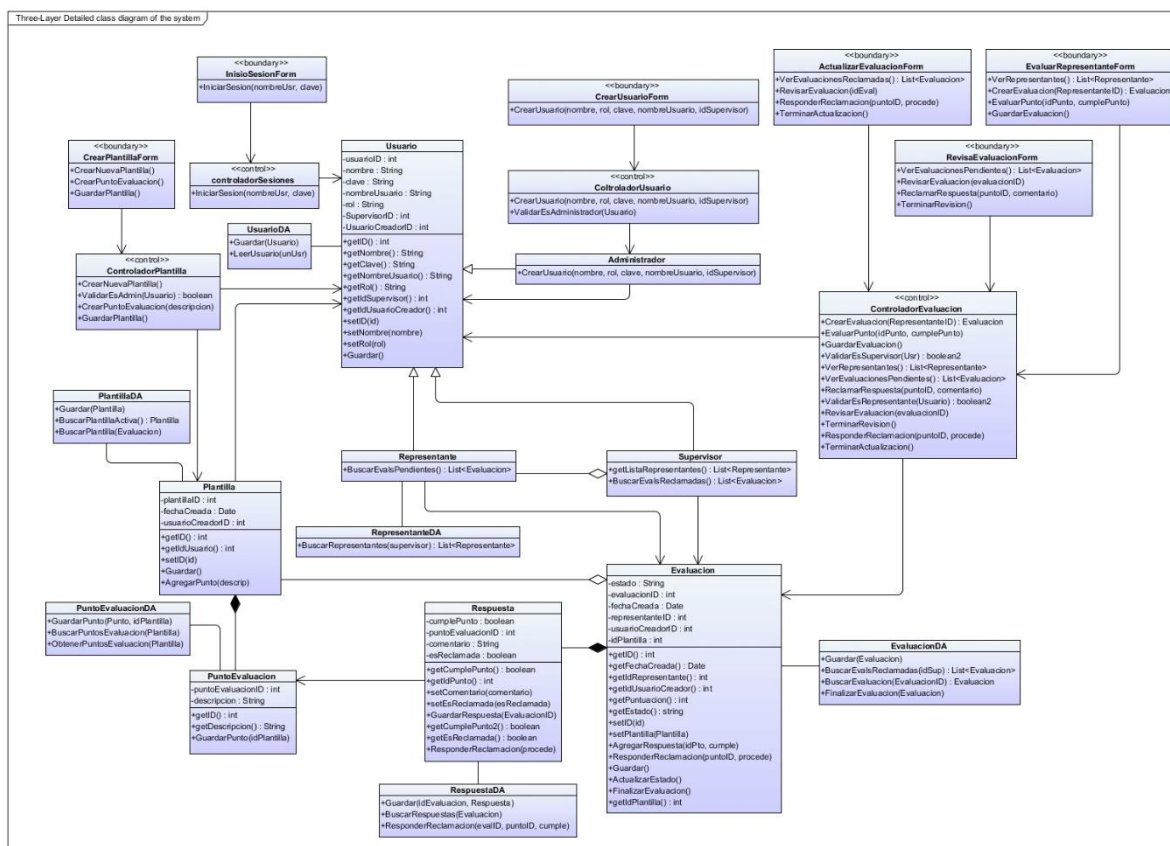 Three-Layer Detailed class diagram of the system
<<boundary>>
InisioSesionForm
+IniciarSesion(nombreUsr, clave)
<<boundary>>
CrearUsuarioForm
+CrearUsuario(nombre, rol, clave, nombreUsuario, idSupervisor)
<<boundary>>
ActualizarEvaluacionForm
+VerEvaluacionesReclamadas() : List<Evaluacion>
+RevisarEvaluacion(idEval)
+ResponderReclamacion(puntoID, procede)
+TerminarActualizacion()
<<boundary>>
EvaluarRepresentanteForm
+VerRepresentantes() : List<Representante>
+CrearEvaluacion(RepresentanteID) : Evaluacion
+EvaluarPunto(idPunto, cumplePunto)
+GuardarEvaluacion()
<<boundary>>
CrearPlantillaForm
+CrearNuevaPlantilla()
+CrearPuntoEvaluacion()
+GuardarPlantilla()
<<control>>
controladorSesiones
+IniciarSesion(nombreUsr, clave)
Usuario
-usuarioID : int
-nombre : String
-clave : String
-nombreUsuario : String
-rol : String
-SupervisorID : int
-UsuarioCreadorID : int
+getID() : int
+getNombre() : String
+getClave() : String
+getNombreUsuario() : String
+getRol() : String
+getIdSupervisor() : int
+getIdUsuarioCreador() : int
+setID(id)
+setNombre(nombre)
+setRol(rol)
+Guardar()
<<control>>
ColtroladorUsuario
+CrearUsuario(nombre, rol, clave, nombreUsuario, idSupervisor)
+ValidarEsAdministrador(Usuario)
<<boundary>>
RevisaEvaluacionForm
+VerEvaluacionesPendientes() : List<Evaluacion>
+RevisarEvaluacion(evaluacionID)
+ReclamarRespuesta(puntoID, comentario)
+TerminarRevision()
UsuarioDA
+Guardar(Usuario)
+LeerUsuario(unUsr)
<<control>>
ControladorPlantilla
+CrearNuevaPlantilla()
+ValidarEsAdmin(Usuario) : boolean
+CrearPuntoEvaluacion(descripcion)
+GuardarPlantilla()
Administrador
+CrearUsuario(nombre, rol, clave, nombreUsuario, idSupervisor)
<<control>>
ControladorEvaluacion
+CrearEvaluacion(RepresentanteID) : Evaluacion
+EvaluarPunto(idPunto, cumplePunto)
+GuardarEvaluacion()
+ValidarEsSupervisor(Usr) : boolean2
+VerRepresentantes() : List<Representante>
+VerEvaluacionesPendientes() : List<Evaluacion>
+ReclamarRespuesta(puntoID, comentario)
+ValidarEsRepresentante(Usuario) : boolean2
+RevisarEvaluacion(evaluacionID)
+TerminarRevision()
+ResponderReclamacion(puntoID, procede)
+TerminarActualizacion()
PlantillaDA
+Guardar(Plantilla)
+BuscarPlantillaActiva() : Plantilla
+BuscarPlantilla(Evaluacion)
Representante
+BuscarEvalsPendientes() : List<Evaluacion>
Supervisor
+getListaRepresentantes() : List<Representante>
+BuscarEvalsReclamadas() : List<Evaluacion>
Plantilla
-plantillaID : int
-fechaCreada : Date
-usuarioCreadorID : int
+getID() : int
+getIdUsuario() : int
+setID(id)
+Guardar()
+AgregarPunto(descrip)
RepresentanteDA
+BuscarRepresentantes(supervisor) : List<Representante>
Evaluacion
-estado : String
-evaluacionID : int
-fechaCreada : Date
-representanteID : int
-usuarioCreadorID : int
-idPlantilla : int
+getID() : int
+getFechaCreada() : Date
+getIdRepresentante() : int
+getIdUsuarioCreador() : int
+getPuntuacion() : int
+getEstado() : string
+setID(id)
+setPlantilla(Plantilla)
+AgregarRespuesta(idPto, cumple)
+ResponderReclamacion(puntoID, procede)
+Guardar()
+ActualizarEstado()
+FinalizarEvaluacion()
+getIdPlantilla() : int
PuntoEvaluacionDA
+GuardarPunto(Punto, idPlantilla)
+BuscarPuntosEvaluacion(Plantilla)
+ObtenerPuntosEvaluacion(Plantilla)
Respuesta
-cumplePunto : boolean
-puntoEvaluacionID : int
-comentario : String
-esReclamada : boolean
+getCumplePunto() : boolean
+getIdPunto() : int
+setComentario(comentario)
+setEsReclamada(esReclamada)
+GuardarRespuesta(EvaluacionID)
+getCumplePunto2() : boolean
+getEsReclamada() : boolean
+ResponderReclamacion(procede)
EvaluacionDA
+Guardar(Evaluacion)
+BuscarEvalsReclamadas(idSup) : List<Evaluacion>
+BuscarEvaluacion(EvaluacionID) : Evaluacion
+FinalizarEvaluacion(Evaluacion)
PuntoEvaluacion
-puntoEvaluacionID : int
-descripcion : String
+getID() : int
+getDescripcion() : String
+GuardarPunto(idPlantilla)
RespuestaDA
+Guardar(idEvaluacion, Respuesta)
+BuscarRespuestas(Evaluacion)
+ResponderReclamacion(evalID, puntoID, cumple)